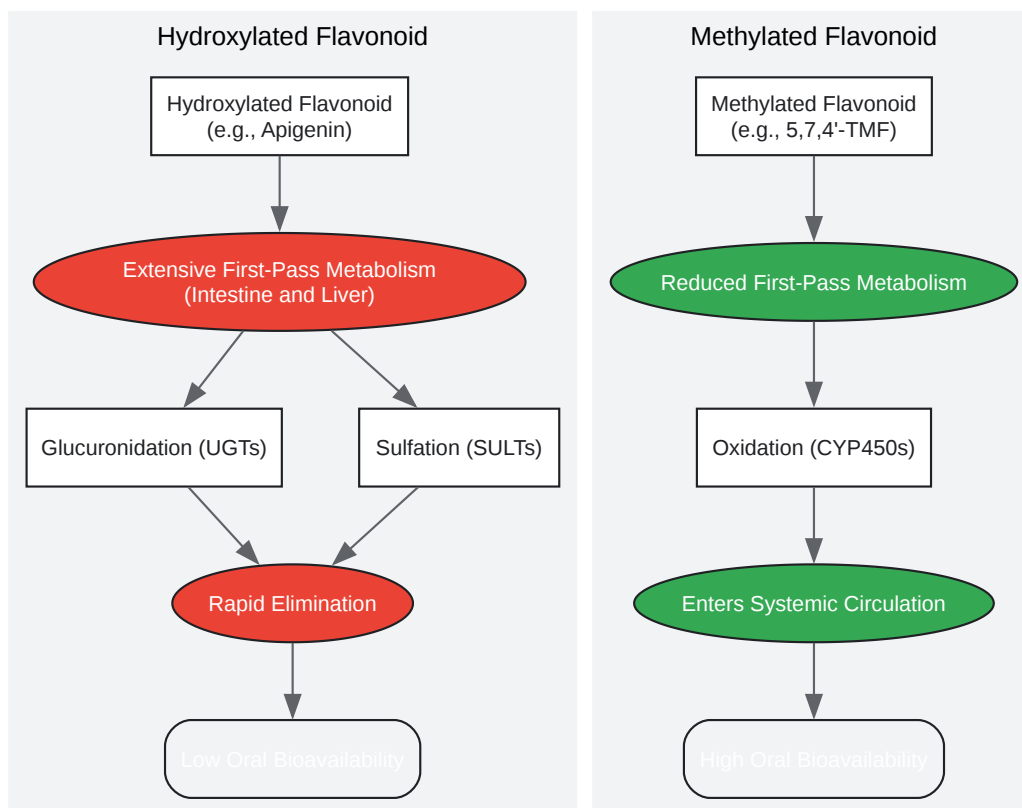 Hydroxylated Flavonoid
Hydroxylated Flavonoid
(e.g., Apigenin)
Extensive First-Pass Metabolism
(Intestine and Liver)
Glucuronidation (UGTs)
Sulfation (SULTs)
Rapid Elimination
Low Oral Bioavailability
Methylated Flavonoid
Methylated Flavonoid
(e.g., 5,7,4'-TMF)
Reduced First-Pass Metabolism
Oxidation (CYP450s)
Enters Systemic Circulation
High Oral Bioavailability